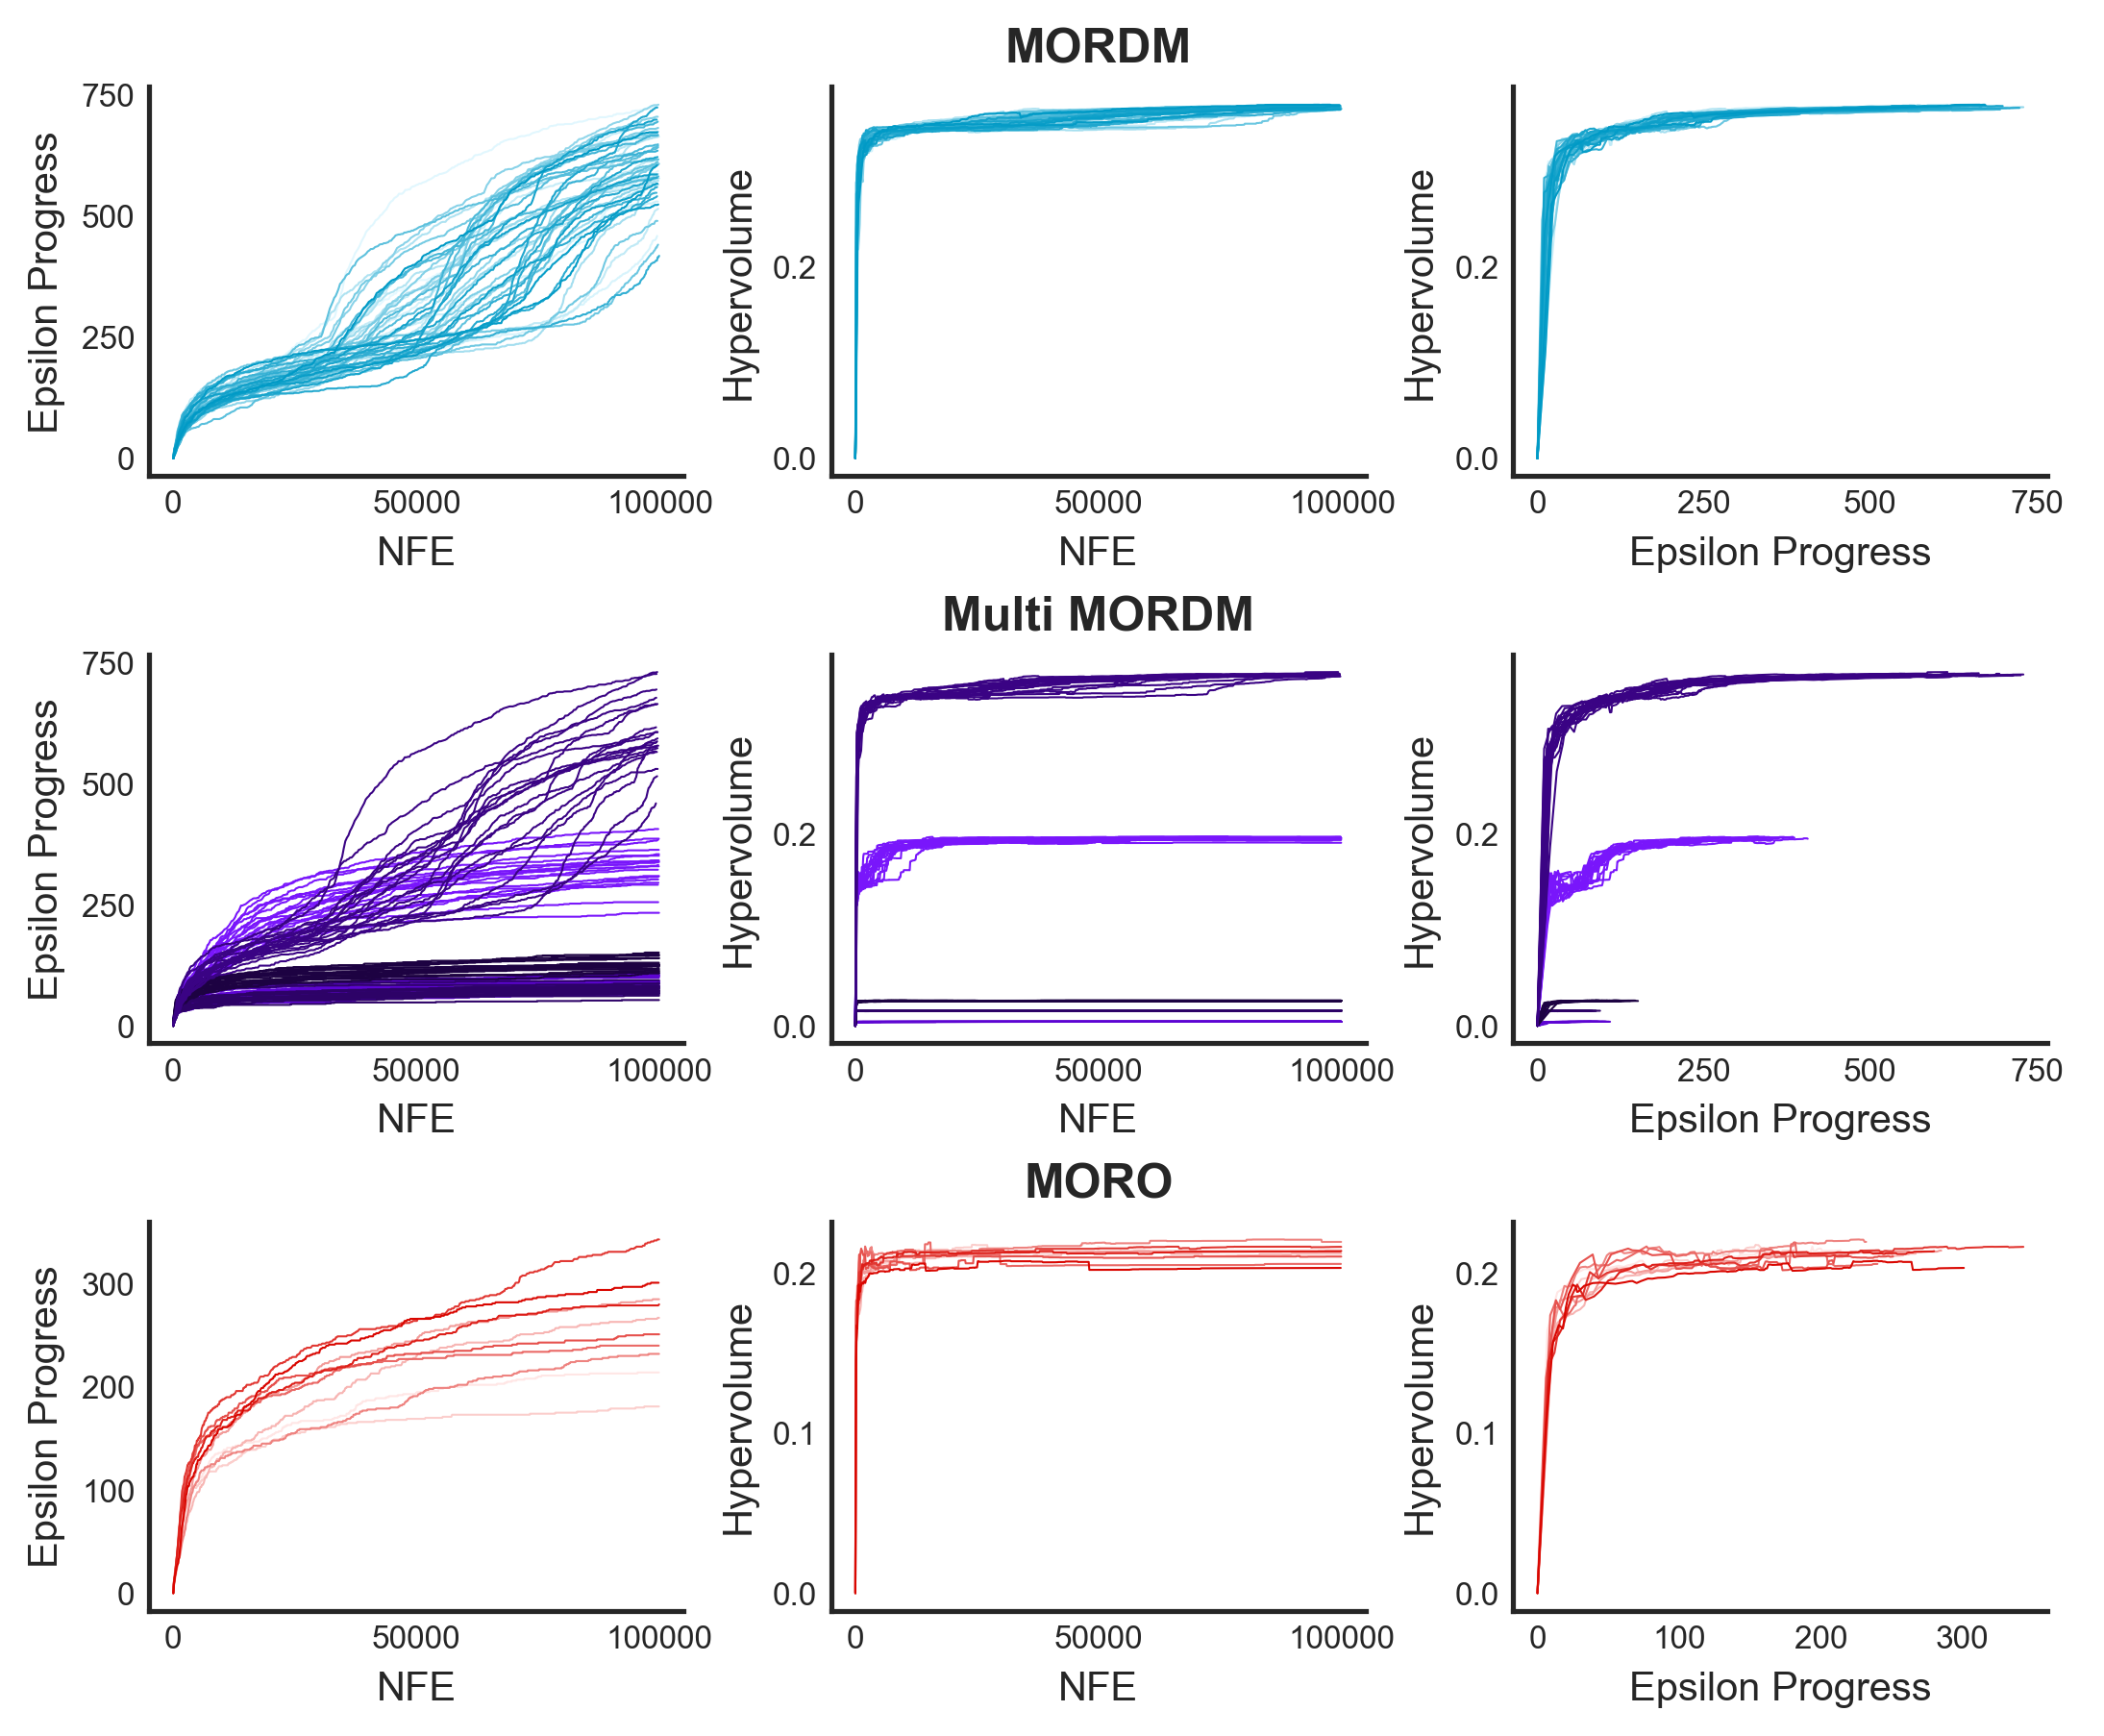 MORDM
Epsilon Progress
750
500
250
0
0 50000 100000
NFE
Hypervolume
0.2
0.0
0 50000 100000
NFE
Hypervolume
0.2
0.0
0 250 500 750
Epsilon Progress
Multi MORDM
Epsilon Progress
750
500
250
0
0 50000 100000
NFE
Hypervolume
0.2
0.0
0 50000 100000
NFE
Hypervolume
0.2
0.0
0 250 500 750
Epsilon Progress
MORO
Epsilon Progress
300
200
100
0
0 50000 100000
NFE
Hypervolume
0.2
0.1
0.0
0 50000 100000
NFE
Hypervolume
0.2
0.1
0.0
0 100 200 300
Epsilon Progress